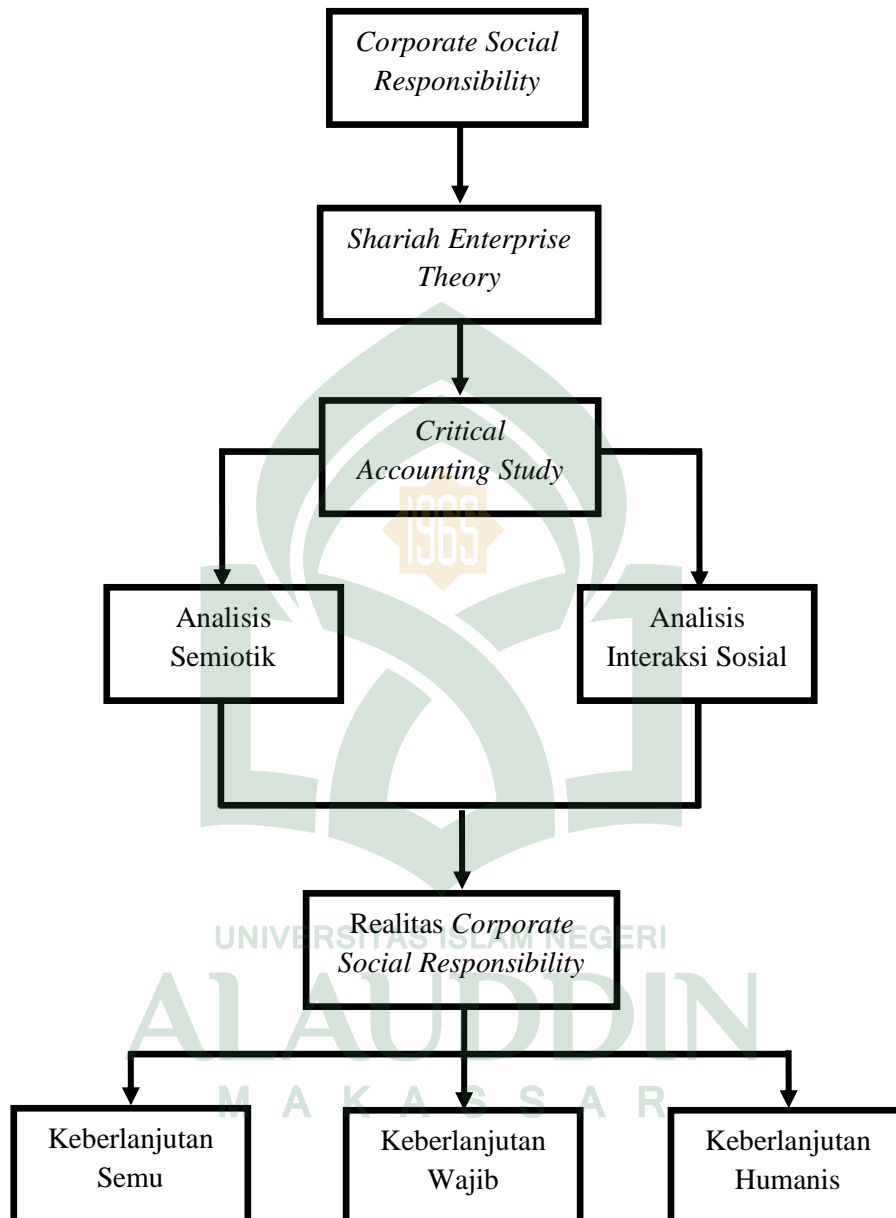 Corporate Social
Responsibility
Shariah Enterprise
Theory
Critical
Accounting Study
1965
Analisis
Semiotik
Analisis
Interaksi Sosial
Realitas Corporate
Social Responsibility
UNIVERSITAS ISLAM NEGERI
ALAUDDIN
MAKASSAR
Keberlanjutan
Semu
Keberlanjutan
Wajib
Keberlanjutan
Humanis